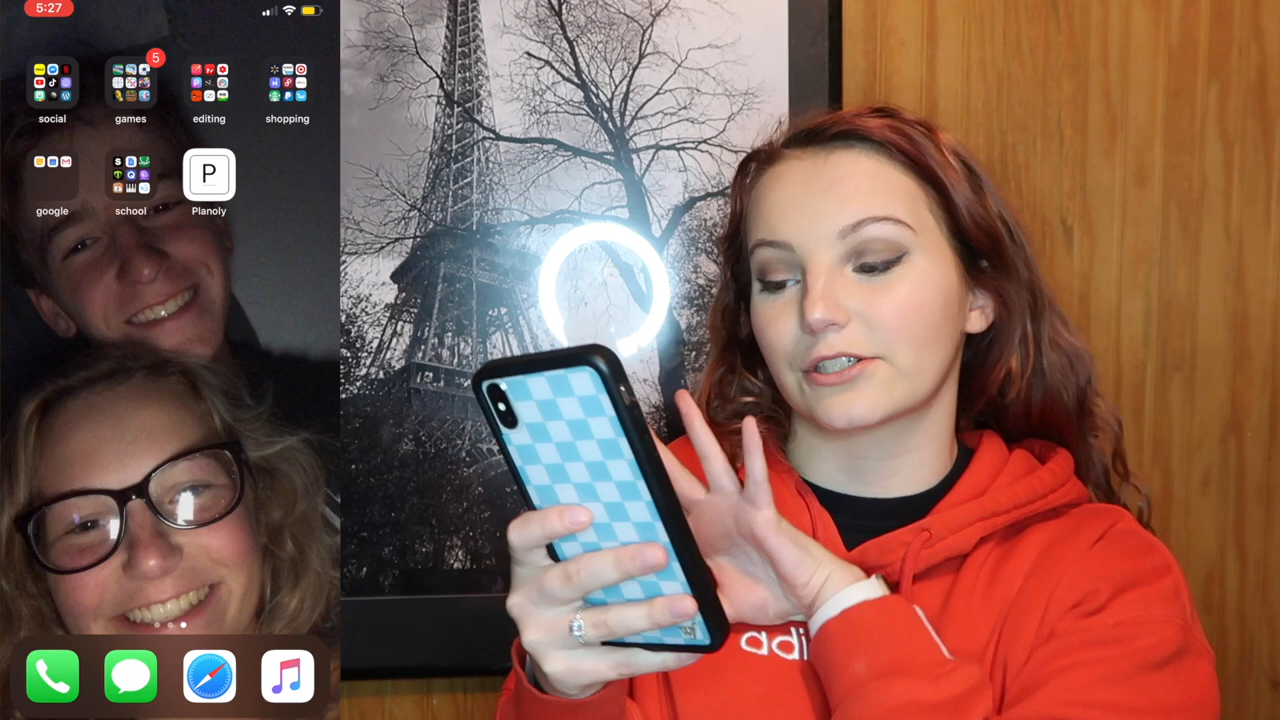 5:27
5
social
games
editing
shopping
google
school
P
Planoly
adi